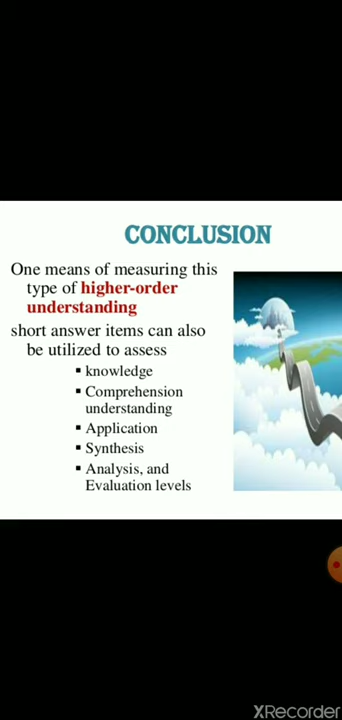 CONCLUSION
One means of measuring this
type of higher-order
understanding
short answer items can also
be utilized to assess
▪ knowledge
▪ Comprehension
understanding
▪ Application
▪ Synthesis
▪ Analysis, and
Evaluation levels
XRecorder